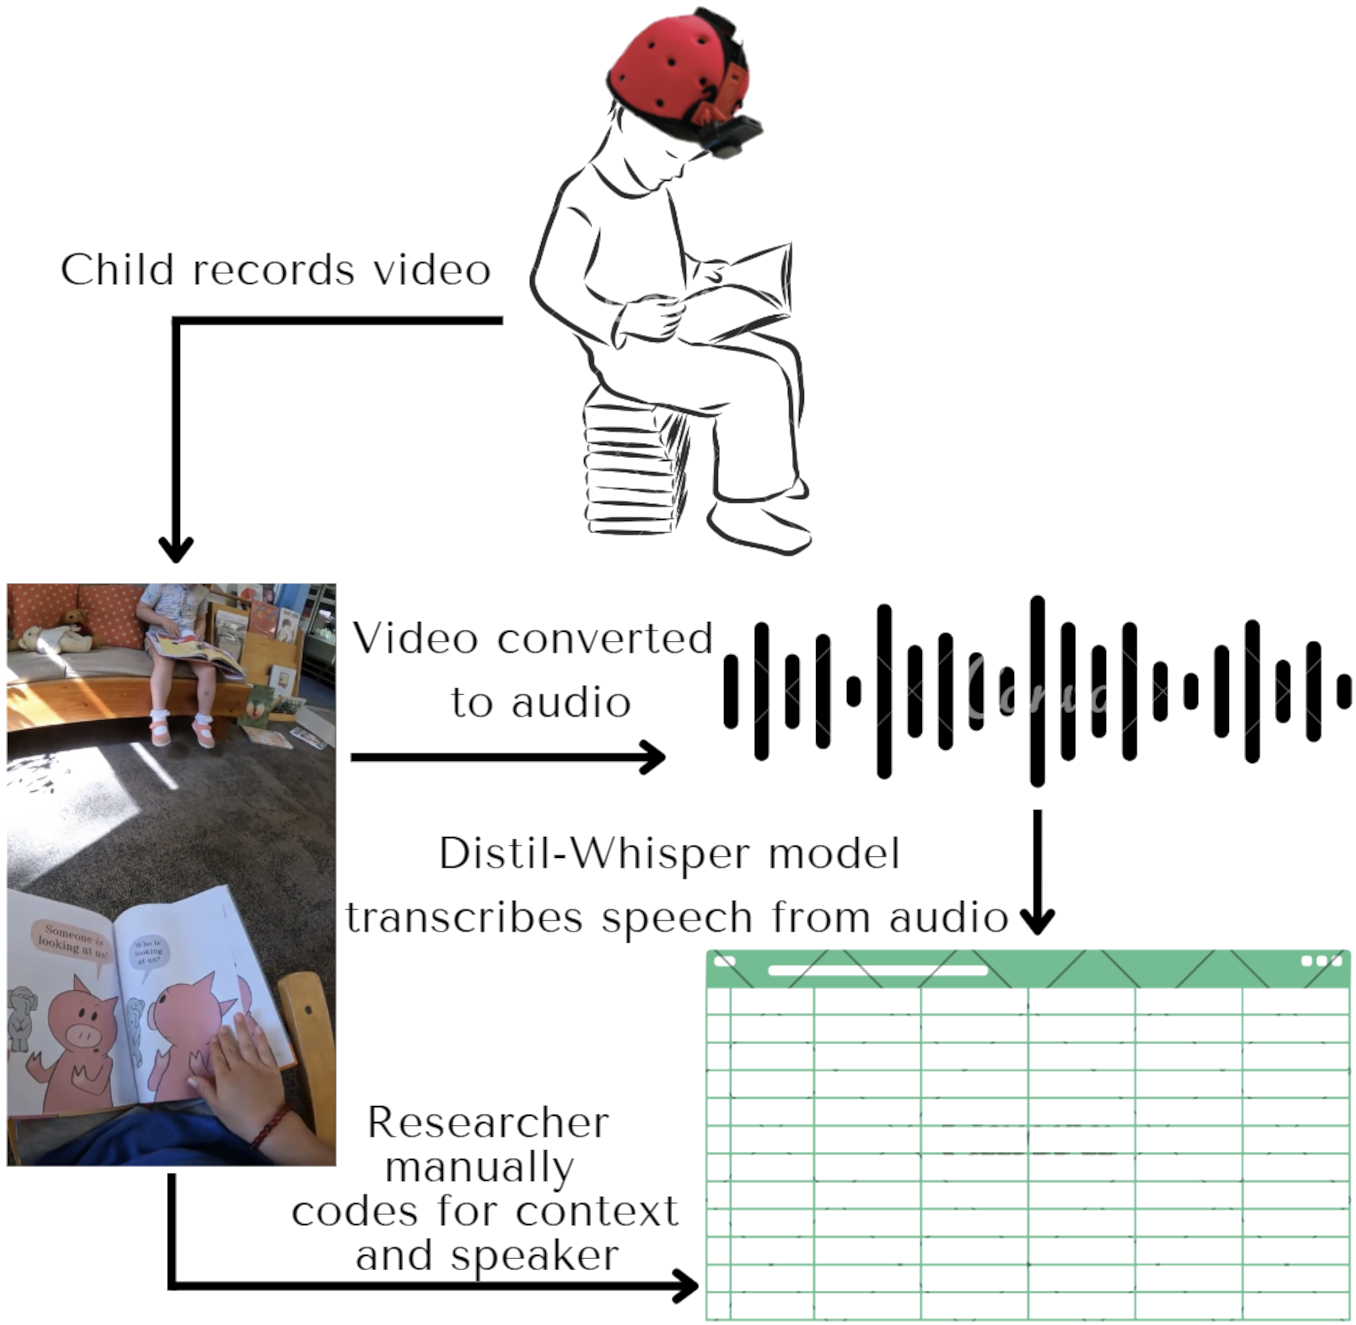 Child records video
Video converted
to audio
Canva
Distil-Whisper model
transcribes speech from audio
Someone is
looking at us!
Who is
looking
at us?
Researcher
manually
codes for context
and speaker